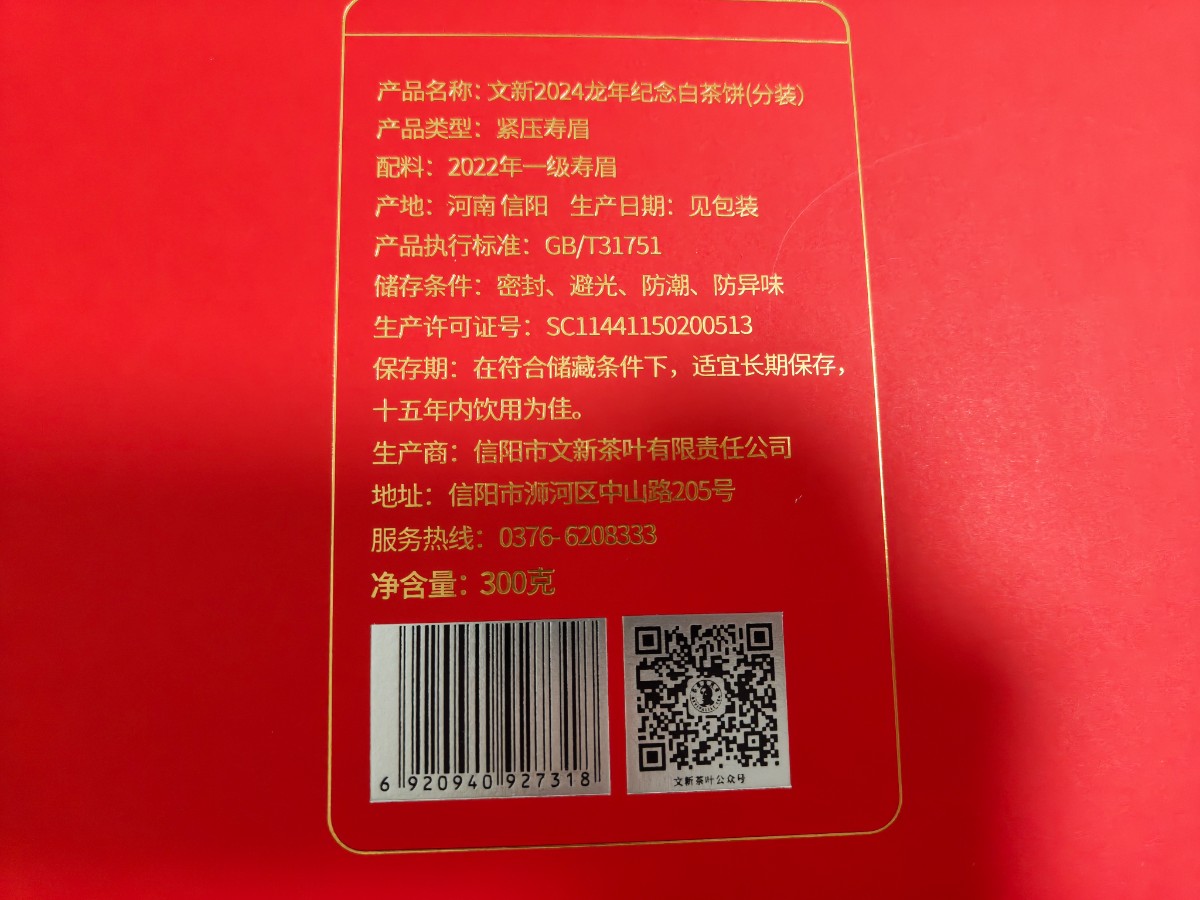 产品名称：文新2024龙年纪念白茶饼(分装)
产品类型：紧压寿眉
配料：2022年一级寿眉
产地：河南 信阳 生产日期：见包装
产品执行标准：GB/T31751
储存条件：密封、避光、防潮、防异味
生产许可证号：SC11441150200513
保存期：在符合储藏条件下，适宜长期保存，
十五年内饮用为佳。
生产商：信阳市文新茶叶有限责任公司
地址：信阳市浉河区中山路205号
服务热线：0376-6208333
净含量：300克
6 920940 927318
文新茶叶公众号